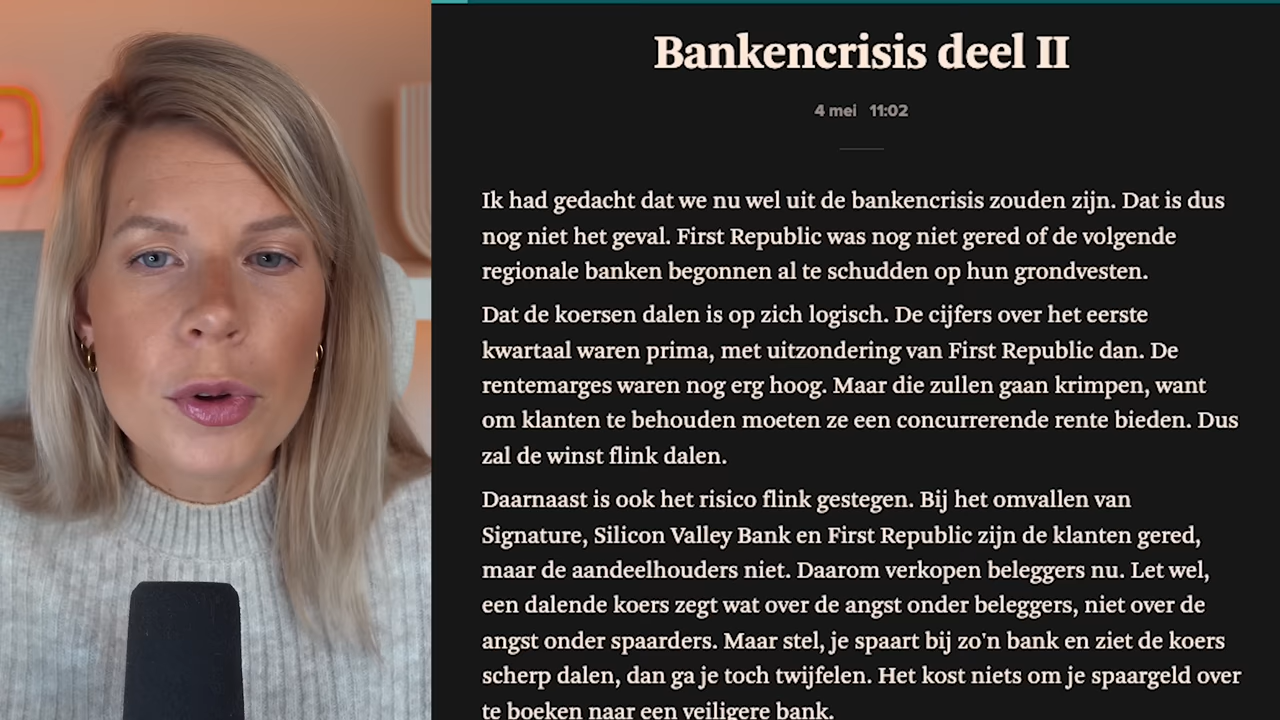 Bankencrisis deel II
4 mei 11:02
Ik had gedacht dat we nu wel uit de bankencrisis zouden zijn. Dat is dus
nog niet het geval. First Republic was nog niet gered of de volgende
regionale banken begonnen al te schudden op hun grondvesten.
Dat de koersen dalen is op zich logisch. De cijfers over het eerste
kwartaal waren prima, met uitzondering van First Republic dan. De
rentemarges waren nog erg hoog. Maar die zullen gaan krimpen, want
om klanten te behouden moeten ze een concurrerende rente bieden. Dus
zal de winst flink dalen.
Daarnaast is ook het risico flink gestegen. Bij het omvallen van
Signature, Silicon Valley Bank en First Republic zijn de klanten gered,
maar de aandeelhouders niet. Daarom verkopen beleggers nu. Let wel,
een dalende koers zegt wat over de angst onder beleggers, niet over de
angst onder spaarders. Maar stel, je spaart bij zo'n bank en ziet de koers
scherp dalen, dan ga je toch twijfelen. Het kost niets om je spaargeld over
te boeken naar een veiligere bank.